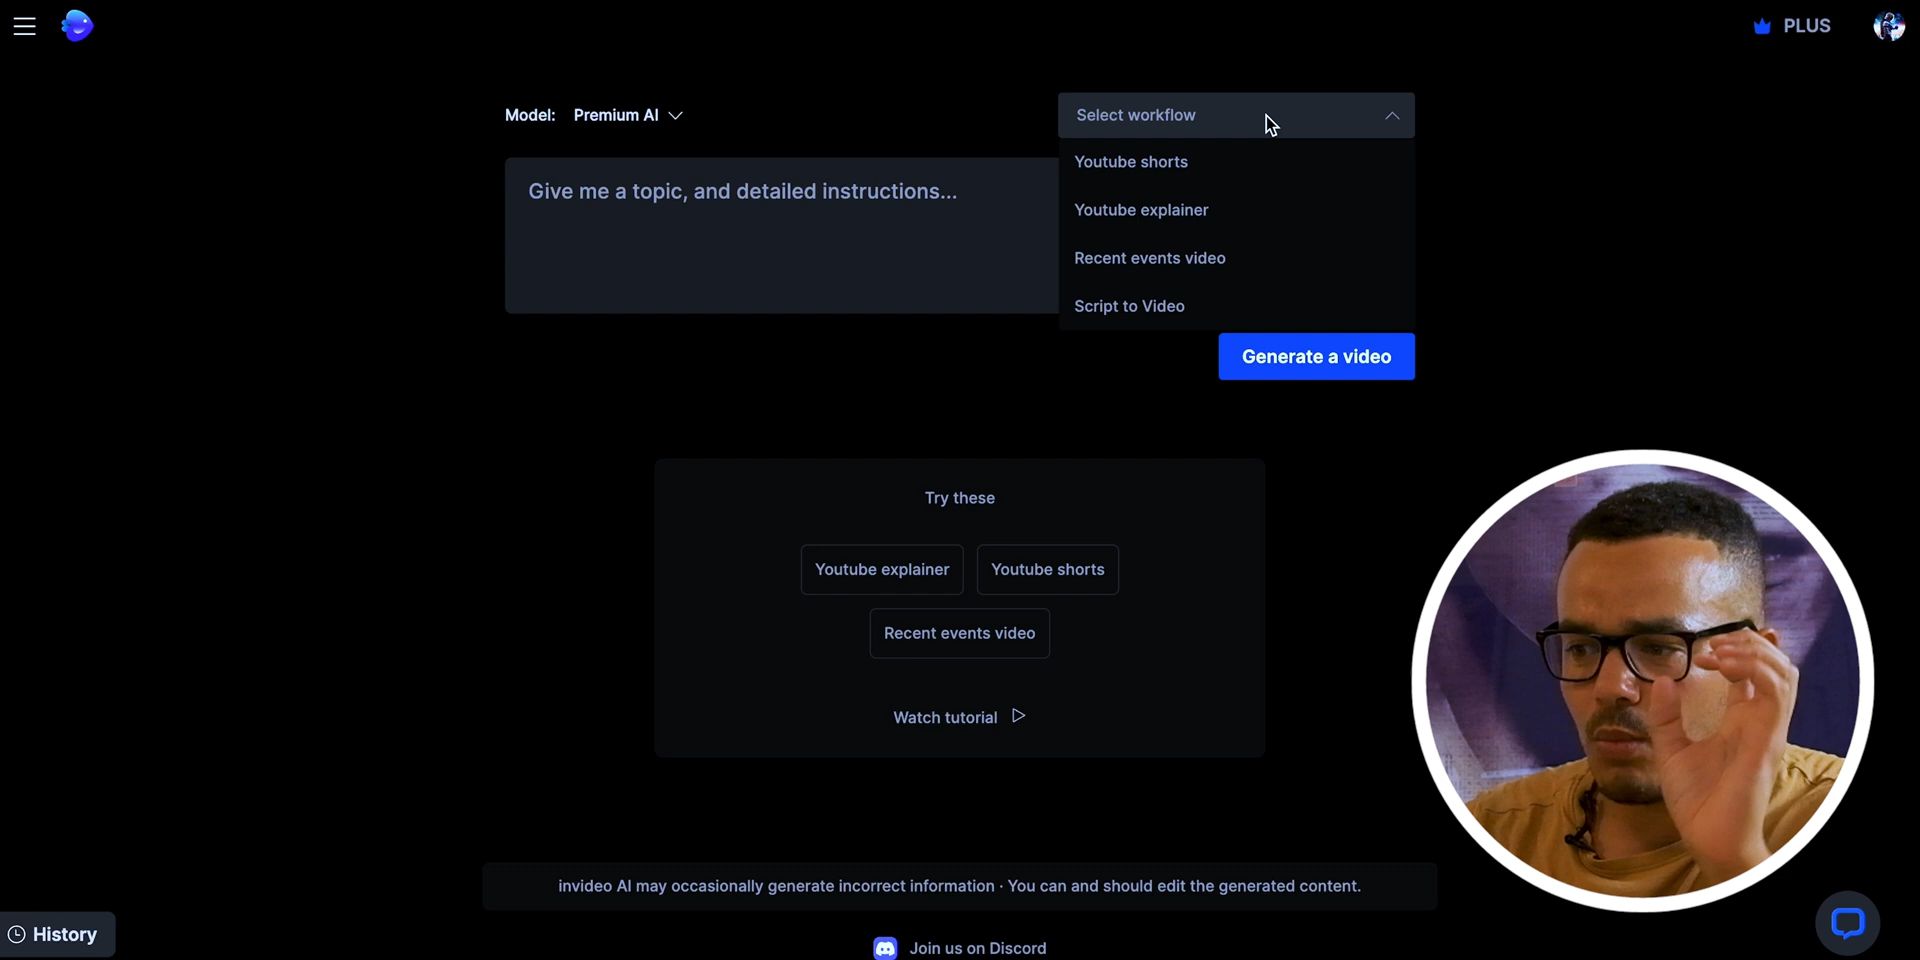 PLUS
Model: Premium AI
Select workflow
Give me a topic, and detailed instructions...
Youtube shorts
Youtube explainer
Recent events video
Script to Video
Generate a video
Try these
Youtube explainer
Youtube shorts
Recent events video
Watch tutorial
invideo AI may occasionally generate incorrect information · You can and should edit the generated content.
History
Join us on Discord